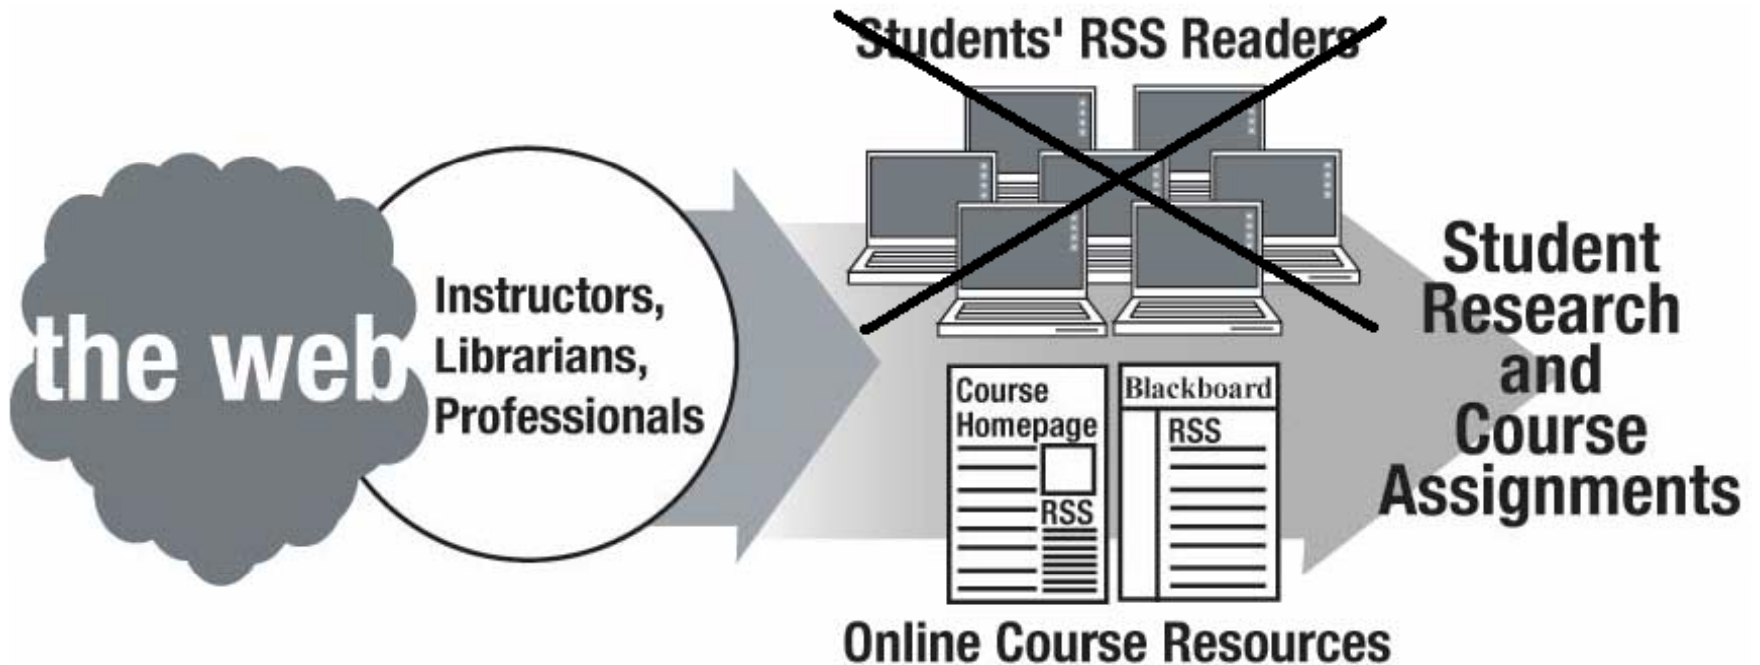 Students' RSS Readers
the web
Instructors,
Librarians,
Professionals
Course
Homepage
RSS
Blackboard
RSS
Online Course Resources
Student
Research
and
Course
Assignments